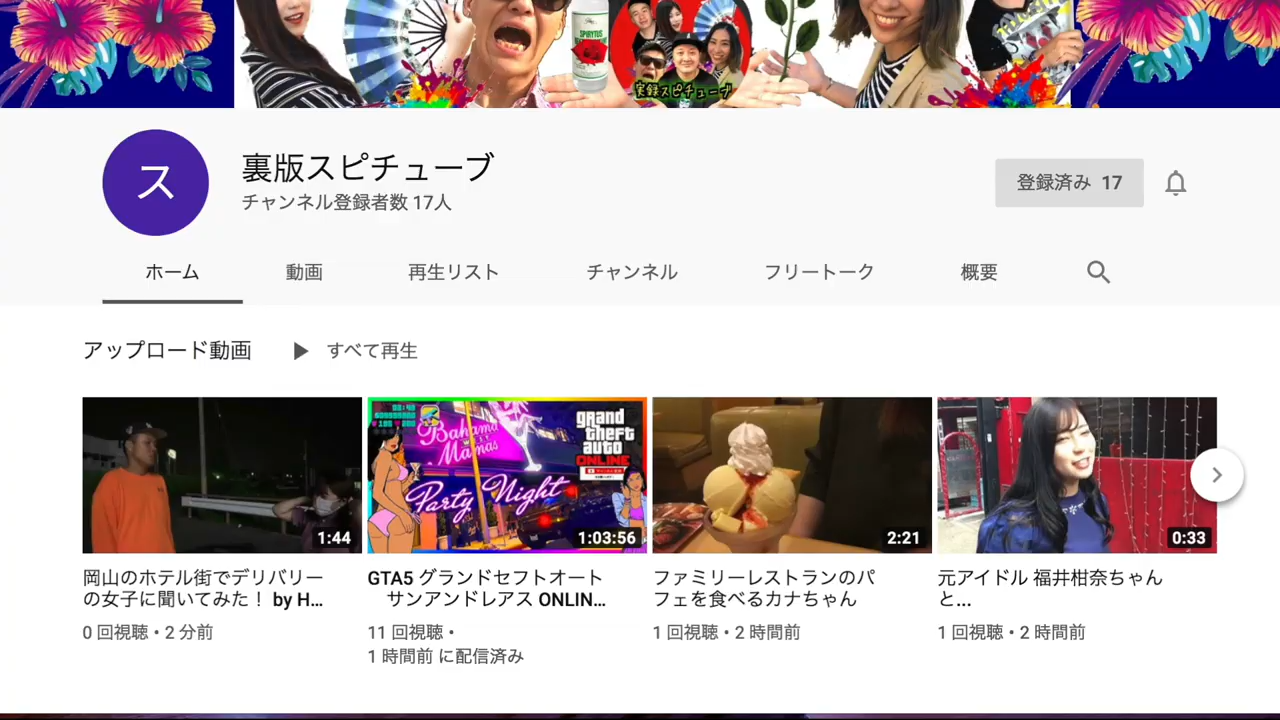 SPIRYTUS
実録スピチューブ
ス
裏版スピチューブ
チャンネル登録者数 17人
登録済み 17
ホーム
動画
再生リスト
チャンネル
フリートーク
概要
アップロード動画
すべて再生
1:44
Bahama
Mamas
Party Night
grand
theft
auto
ONLINE
1:03:56
2:21
0:33
岡山のホテル街でデリバリー
の女子に聞いてみた！ by H...
0 回視聴・2 分前
GTA5 グランドセフトオート
サンアンドレアス ONLIN...
11 回視聴・
1 時間前 に配信済み
ファミリーレストランのパ
フェを食べるカナちゃん
1 回視聴・2 時間前
元アイドル 福井柑奈ちゃん
と...
1 回視聴・2 時間前